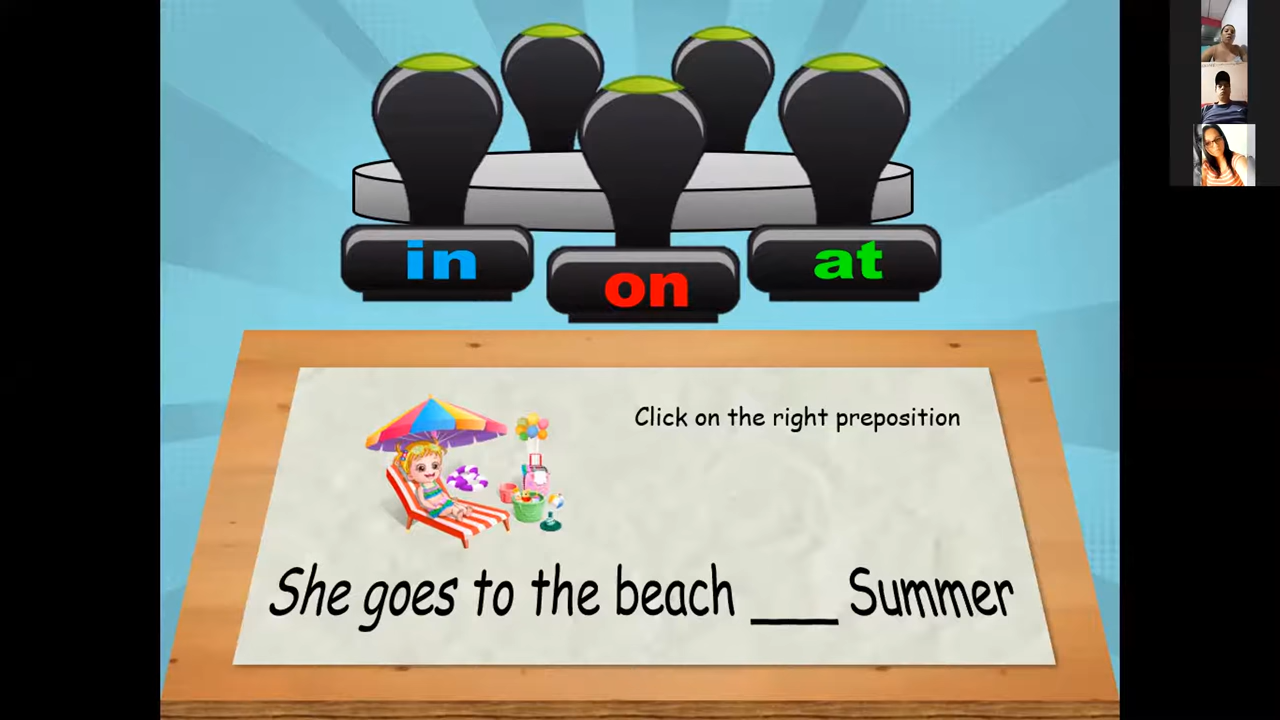 in
on
at
Click on the right preposition
She goes to the beach ___ Summer